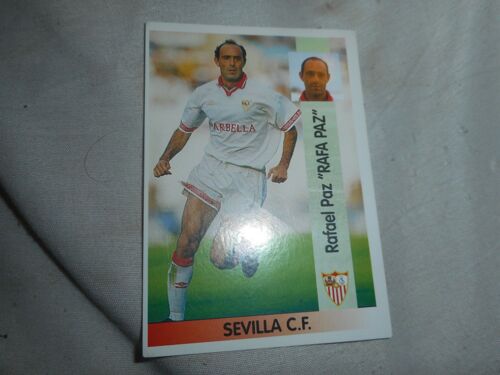 MARBELLA
Rafael Paz "RAFA PAZ"
SEVILLA C.F.